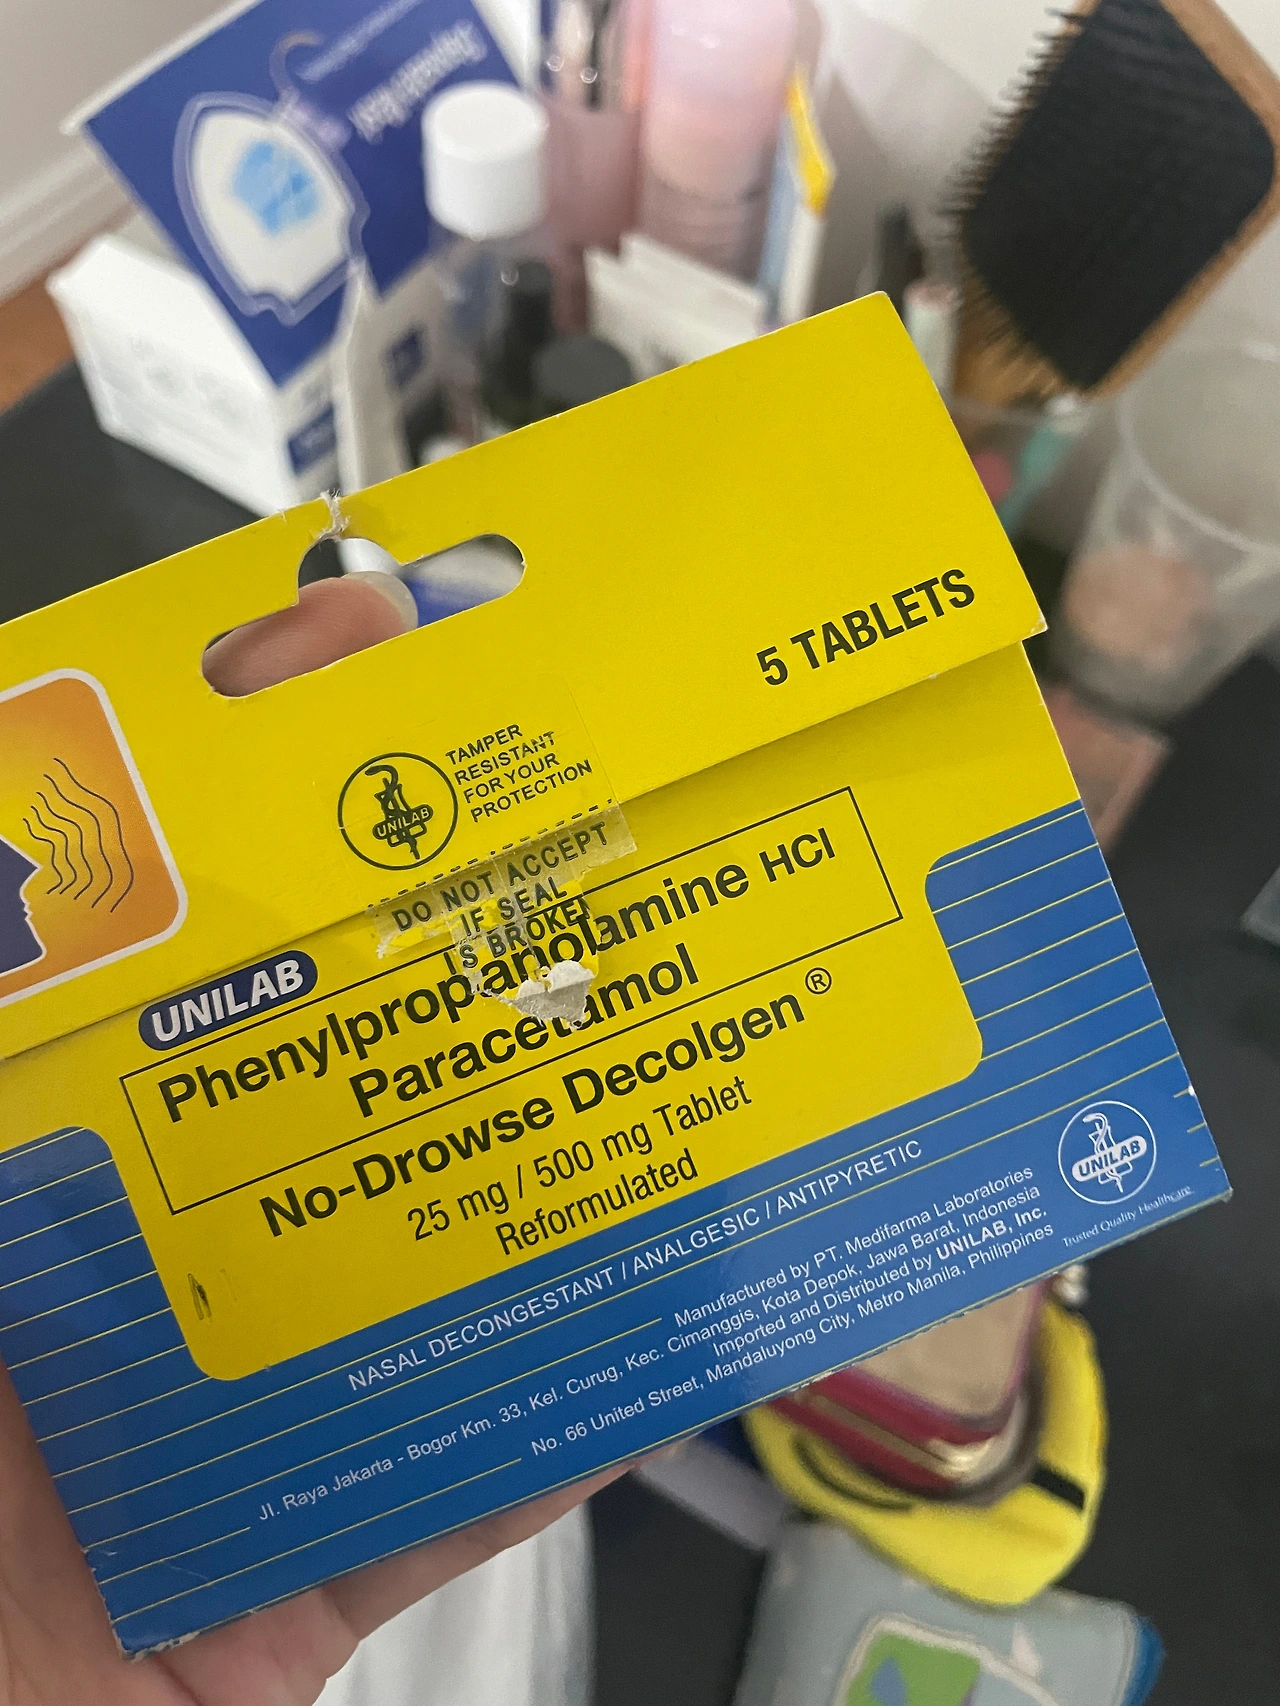 5 TABLETS
UNILAB
TAMPER
RESISTANT
FOR YOUR
PROTECTION
DO NOT ACCEPT
IF SEAL
IS BROKEN
UNILAB
Phenylpropanolamine HCl
Paracetamol
No-Drowse Decolgen®
25 mg / 500 mg Tablet
Reformulated
NASAL DECONGESTANT / ANALGESIC / ANTIPYRETIC
Manufactured by PT. Medifarma Laboratories
Jl. Raya Jakarta - Bogor Km. 33, Kel. Curug, Kec. Cimanggis, Kota Depok, Jawa Barat, Indonesia
Imported and Distributed by UNILAB, Inc.
No. 66 United Street, Mandaluyong City, Metro Manila, Philippines
UNILAB
Trusted Quality Healthcare